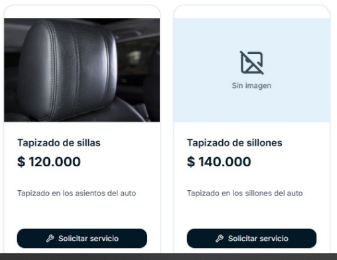 Sin imagen
Tapizado de sillas
$ 120.000
Tapizado en los asientos del auto
Solicitar servicio
Tapizado de sillones
$ 140.000
Tapizado en los sillones del auto
Solicitar servicio